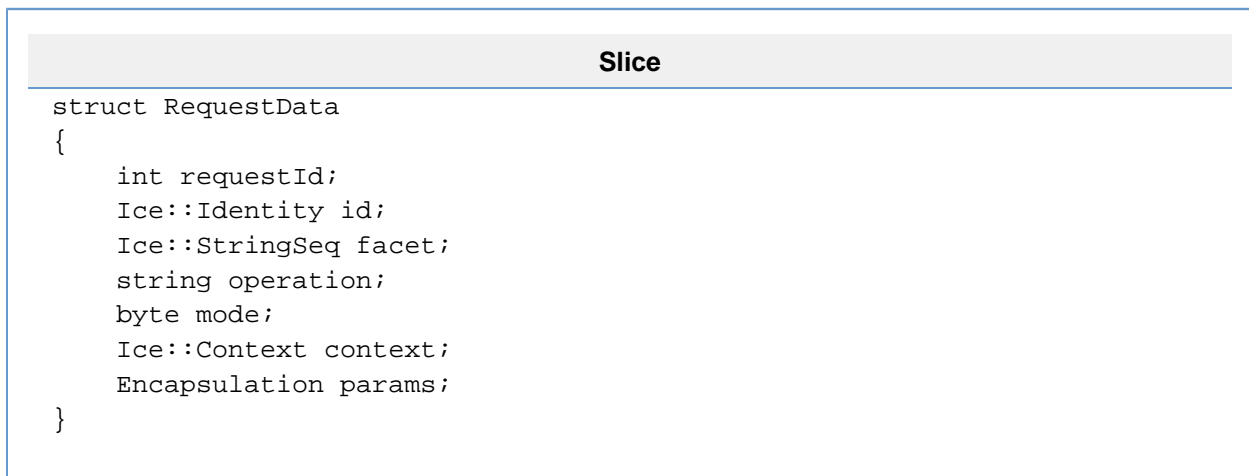 Slice
struct RequestData
{
    int requestId;
    Ice::Identity id;
    Ice::StringSeq facet;
    string operation;
    byte mode;
    Ice::Context context;
    Encapsulation params;
}